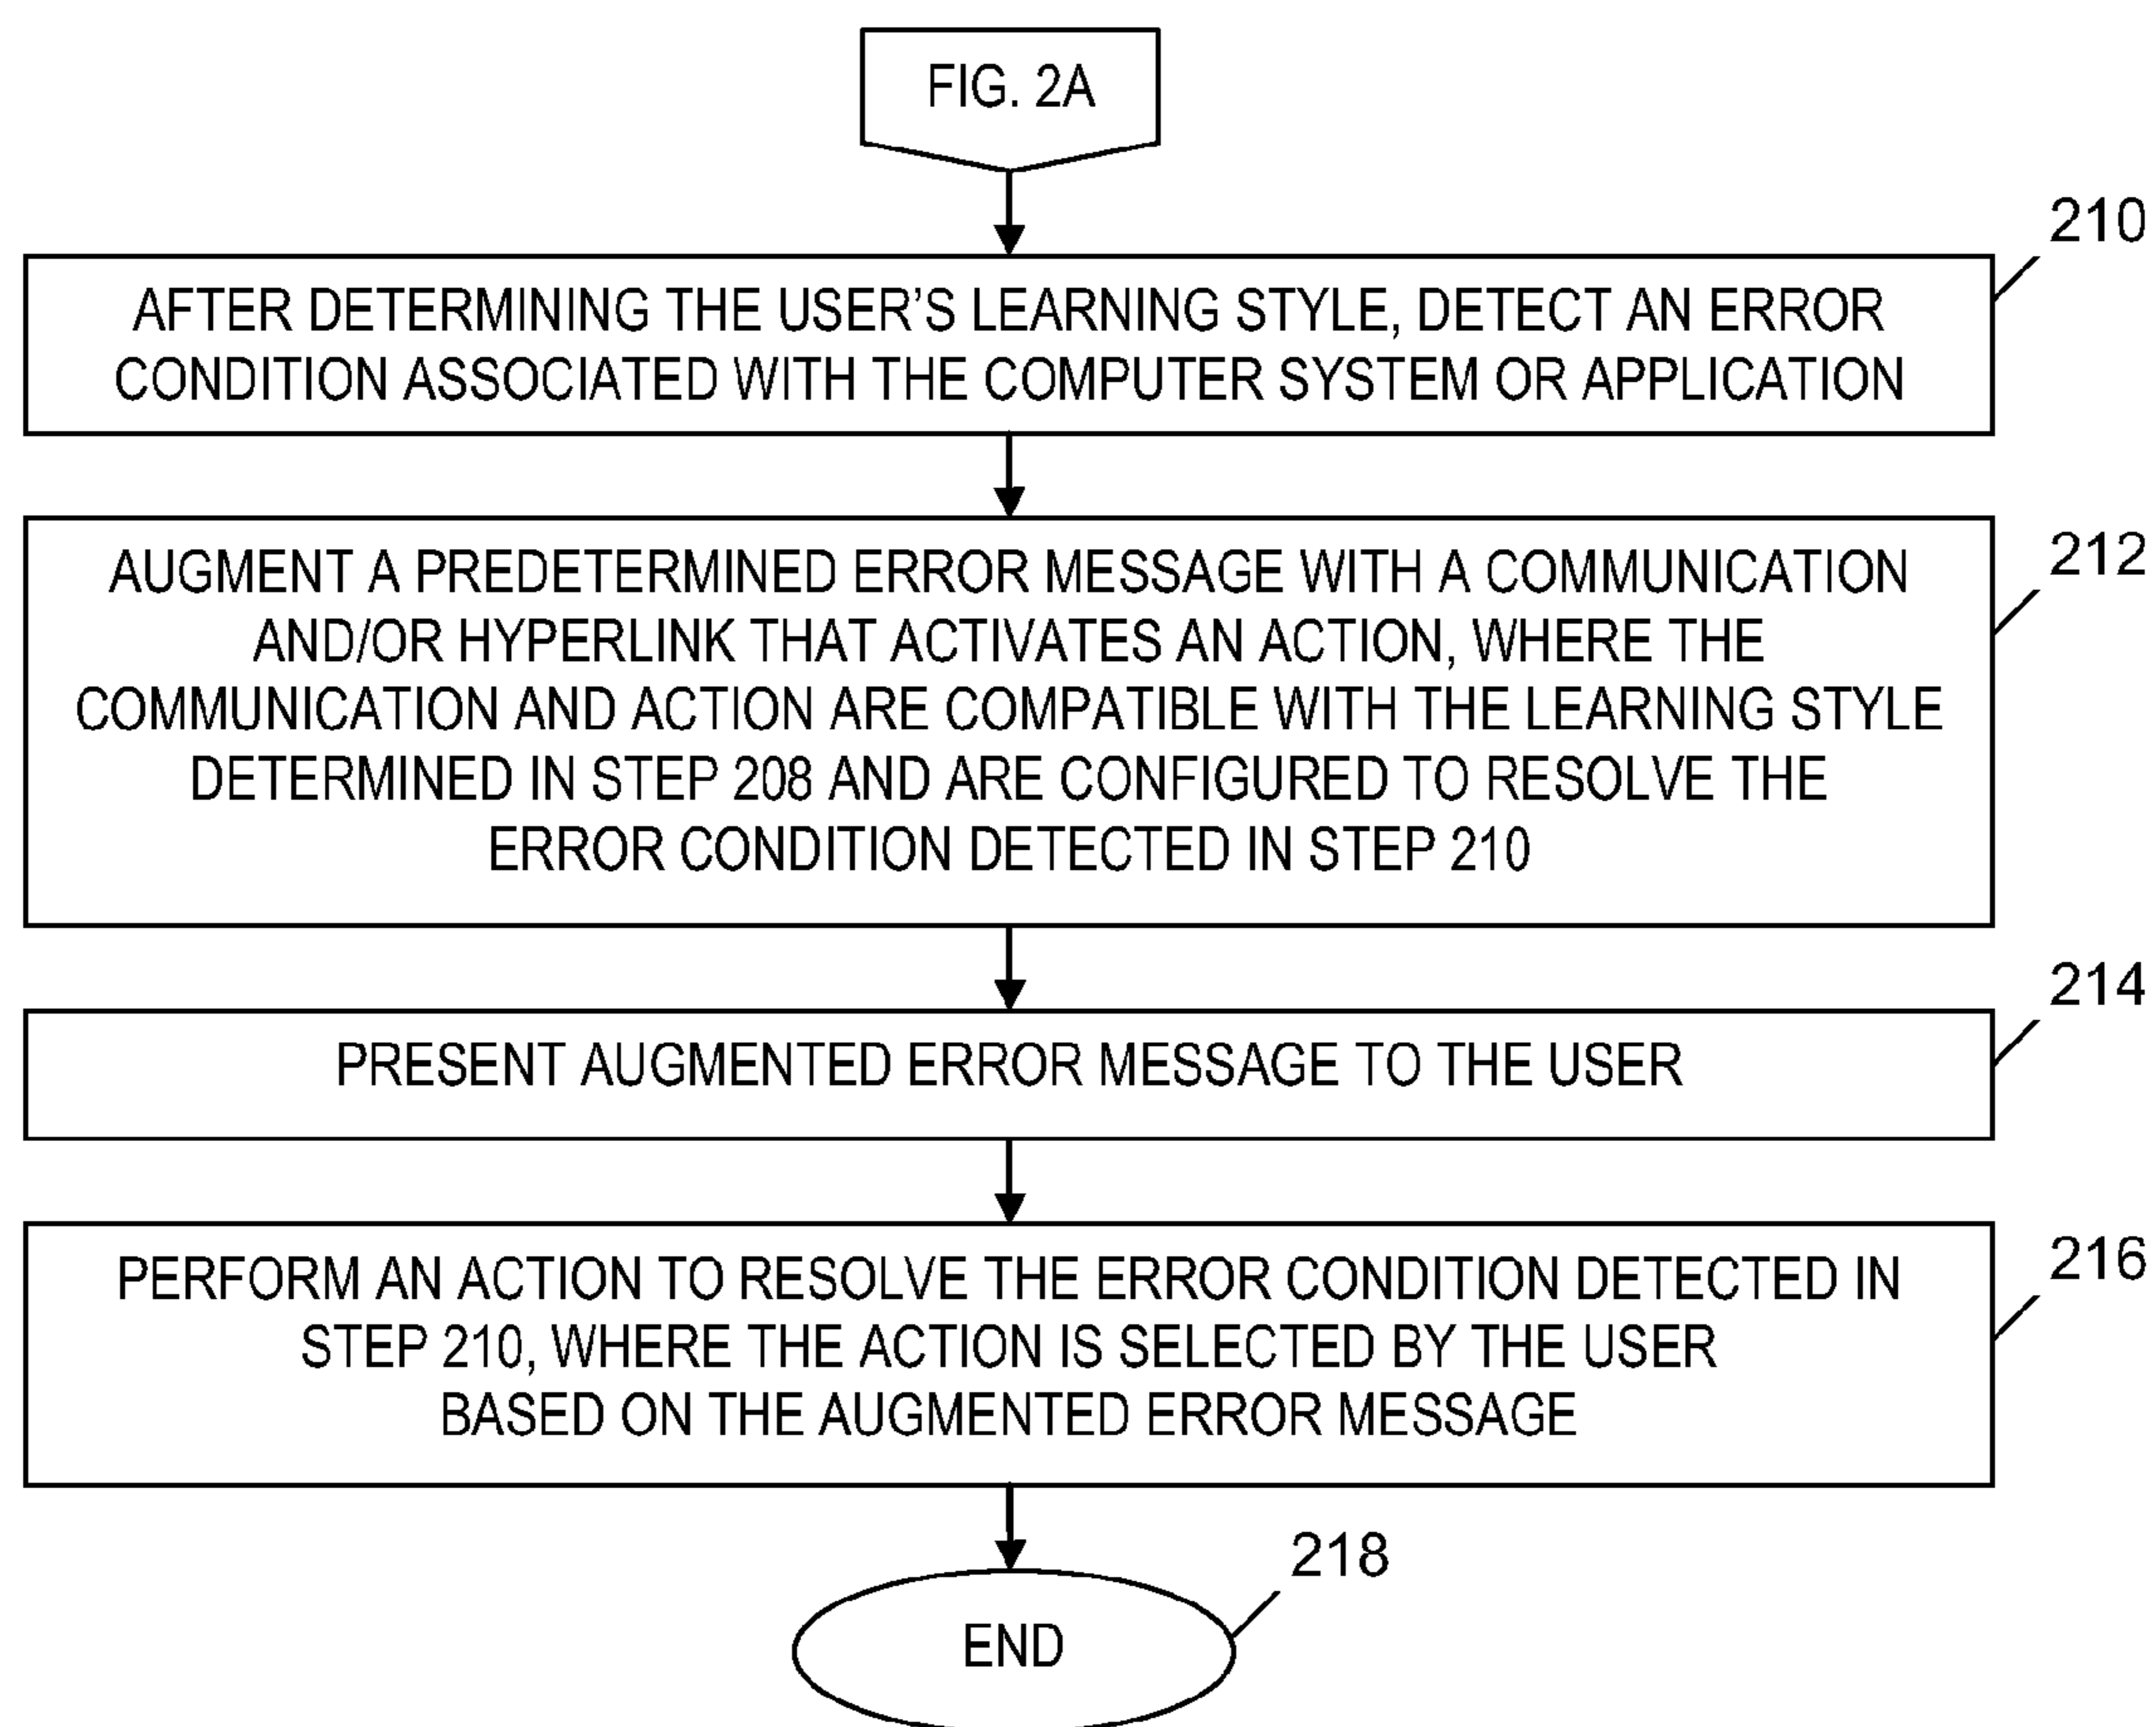 FIG. 2A
210
AFTER DETERMINING THE USER’S LEARNING STYLE, DETECT AN ERROR
CONDITION ASSOCIATED WITH THE COMPUTER SYSTEM OR APPLICATION
212
AUGMENT A PREDETERMINED ERROR MESSAGE WITH A COMMUNICATION
AND/OR HYPERLINK THAT ACTIVATES AN ACTION, WHERE THE
COMMUNICATION AND ACTION ARE COMPATIBLE WITH THE LEARNING STYLE
DETERMINED IN STEP 208 AND ARE CONFIGURED TO RESOLVE THE
ERROR CONDITION DETECTED IN STEP 210
214
PRESENT AUGMENTED ERROR MESSAGE TO THE USER
216
PERFORM AN ACTION TO RESOLVE THE ERROR CONDITION DETECTED IN
STEP 210, WHERE THE ACTION IS SELECTED BY THE USER
BASED ON THE AUGMENTED ERROR MESSAGE
218
END